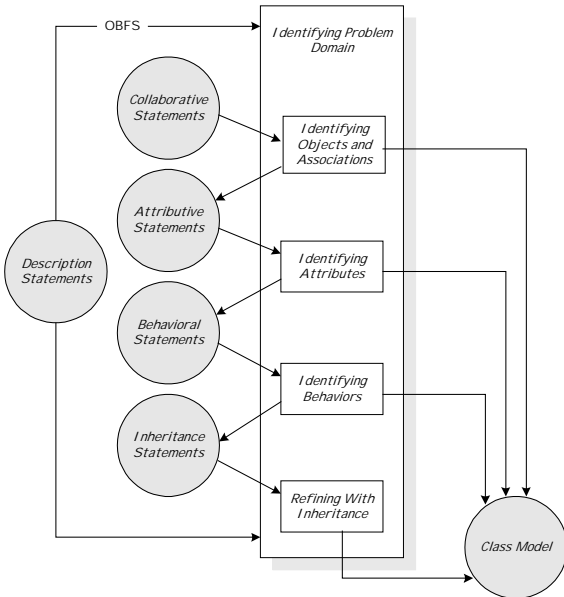 OBFS
Identifying Problem
Domain
Collaborative
Statements
Identifying
Objects and
Associations
Attributive
Statements
Description
Statements
Identifying
Attributes
Behavioral
Statements
Identifying
Behaviors
Inheritance
Statements
Refining With
Inheritance
Class Model